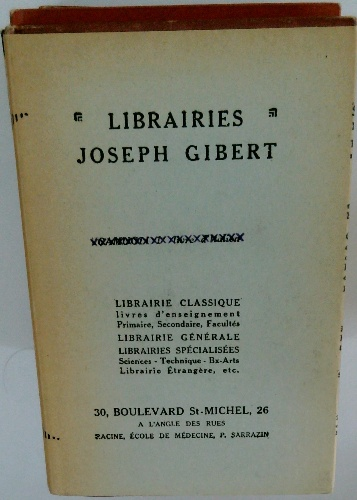 LIBRAIRIES
JOSEPH GIBERT
LIBRAIRIE CLASSIQUE
livres d'enseignement
Primaire, Secondaire, Facultés
LIBRAIRIE GÉNÉRALE
LIBRAIRIES SPÉCIALISÉES
Sciences - Technique - Bx-Arts
Librairie Étrangère, etc.
30, BOULEVARD St-MICHEL, 26
A L'ANGLE DES RUES
RACINE, ÉCOLE DE MÉDECINE, P. SARRAZIN